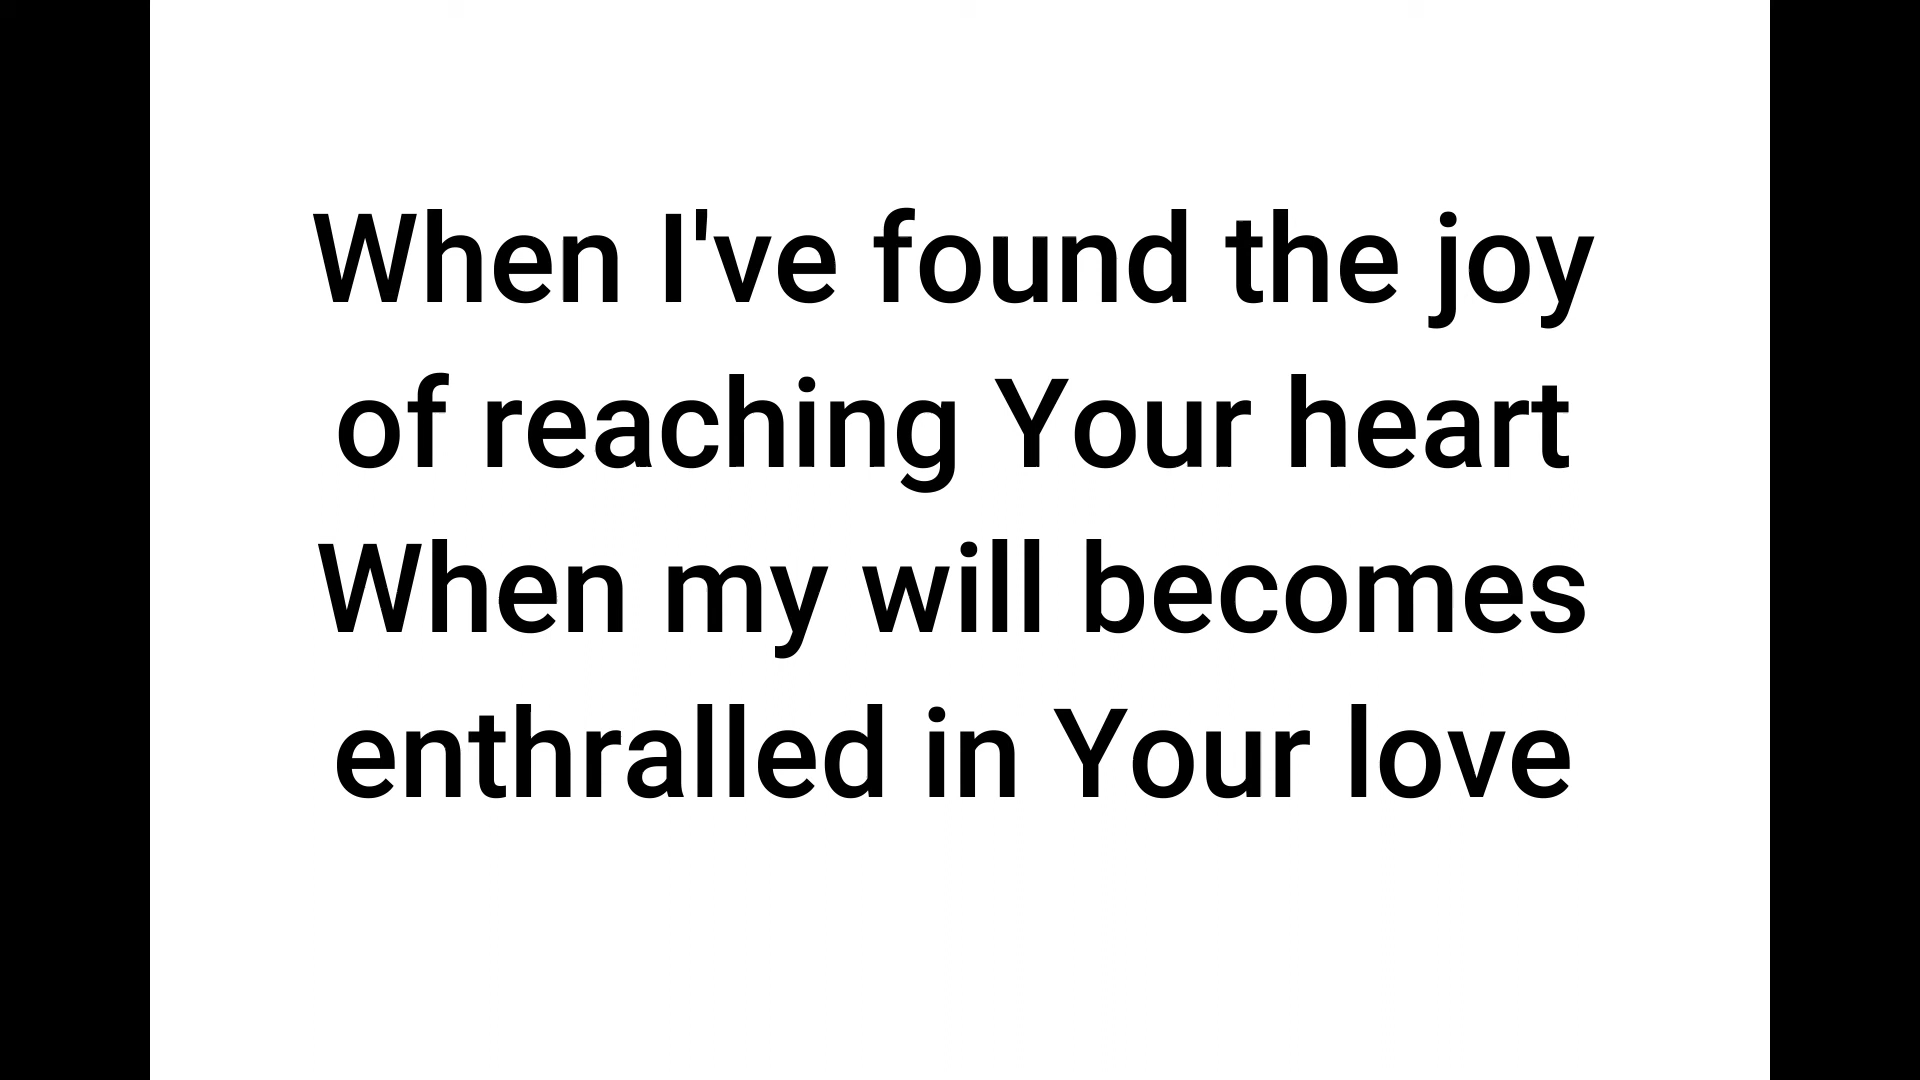 When I've found the joy
of reaching Your heart
When my will becomes
enthralled in Your love